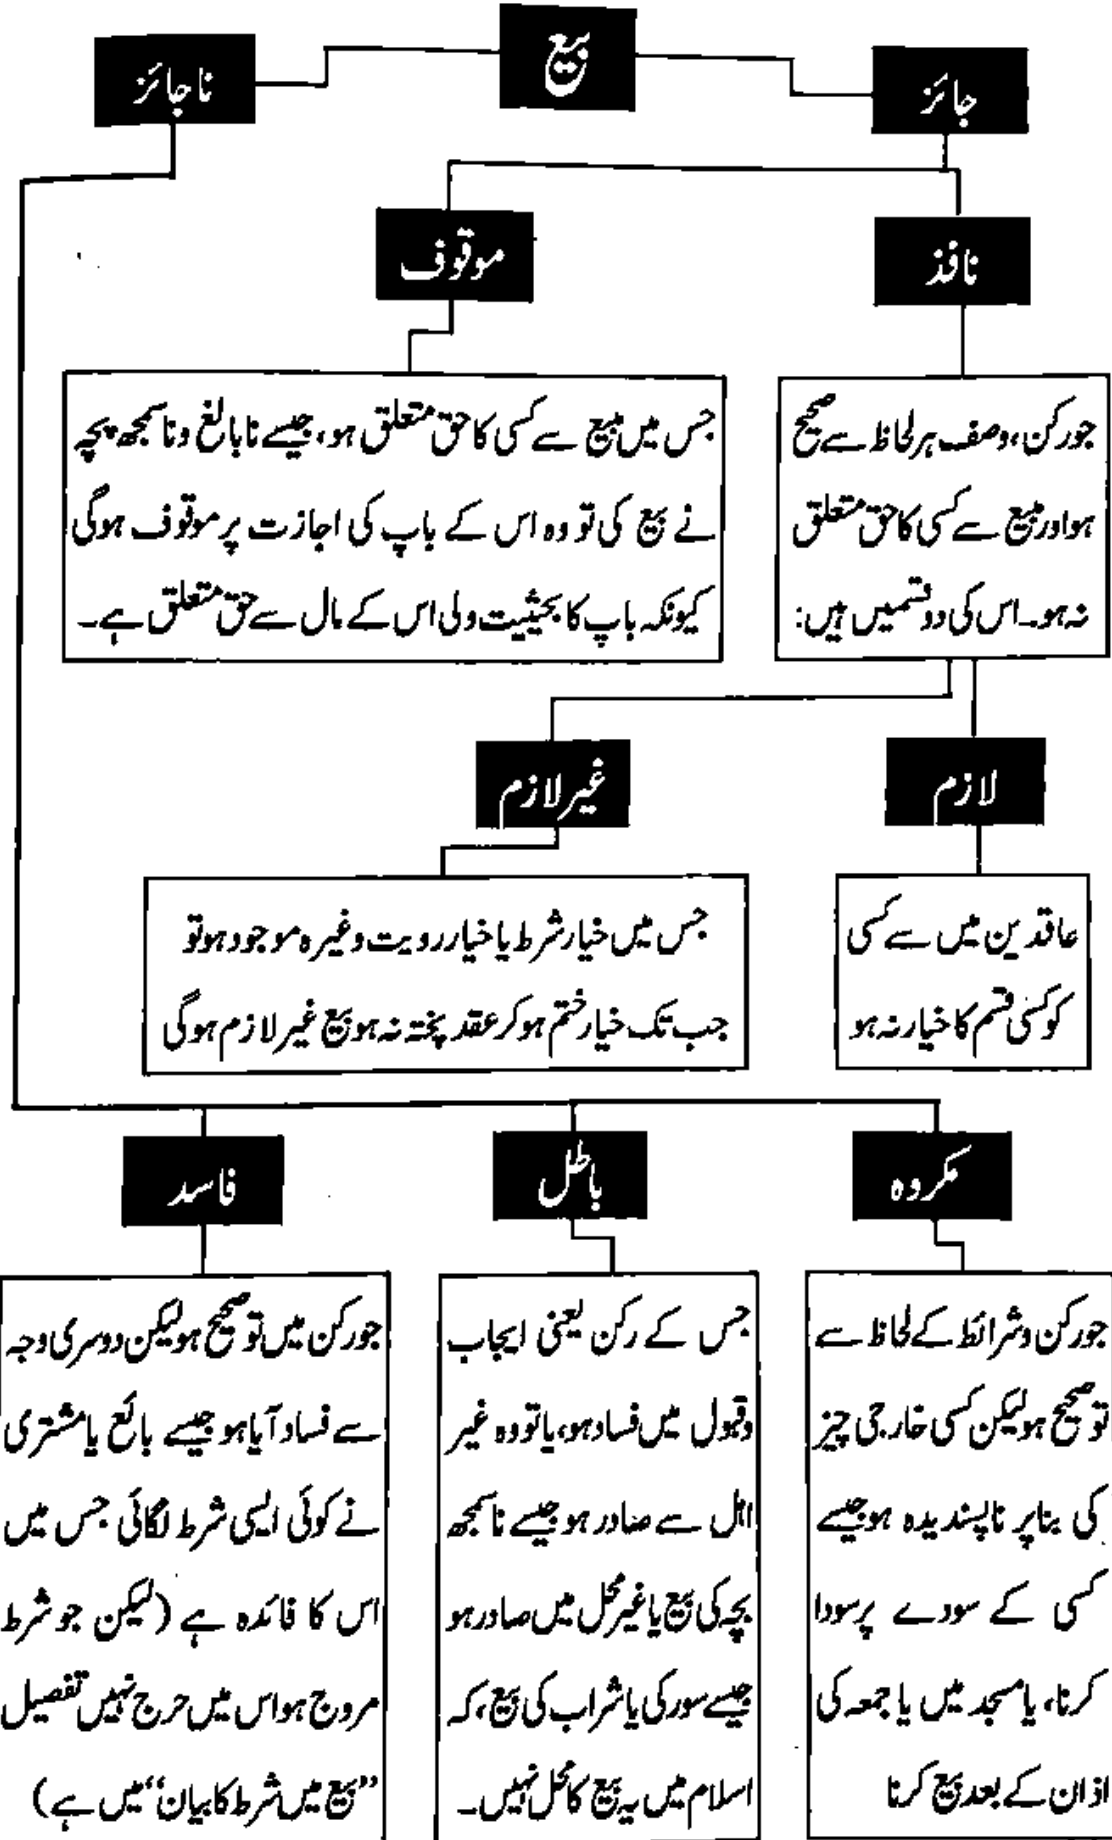 بیع
جائز
ناجائز
نافذ
موقوف
جو رکن، وصف ہر لحاظ سے صحیح
ہو اور مبیع سے کسی کا حق متعلق
نہ ہو۔ اس کی دو قسمیں ہیں:
جس میں مبیع سے کسی کا حق متعلق ہو، جیسے نابالغ و ناسمجھ بچہ
نے بیع کی تو وہ اس کے باپ کی اجازت پر موقوف ہوگی
کیونکہ باپ کا بحیثیت ولی اس کے مال سے حق متعلق ہے۔
لازم
غیر لازم
عاقدین میں سے کسی
کو کسی قسم کا خیار نہ ہو
جس میں خیار شرط یا خیار رویت وغیرہ موجود ہو تو
جب تک خیار ختم ہو کر عقد پختہ نہ ہو بیع غیر لازم ہوگی
مکروہ
باطل
فاسد
جو رکن و شرائط کے لحاظ سے
تو صحیح ہو لیکن کسی خارجی چیز
کی بنا پر ناپسندیدہ ہو جیسے
کسی کے سودے پر سودا
کرنا، یا مسجد میں یا جمعہ کی
اذان کے بعد بیع کرنا
جس کے رکن یعنی ایجاب
وقبول میں فساد ہو، یا تو وہ غیر
اہل سے صادر ہو جیسے ناسمجھ
بچہ کی بیع یا غیر محل میں صادر ہو
جیسے سور کی یا شراب کی بیع، کہ
اسلام میں یہ بیع کا محل نہیں۔
جو رکن میں تو صحیح ہو لیکن دوسری وجہ
سے فساد آیا ہو جیسے بائع یا مشتری
نے کوئی ایسی شرط لگائی جس میں
اس کا فائدہ ہے (لیکن جو شرط
مروج ہو اس میں حرج نہیں تفصیل
”بیع میں شرط کا بیان“ میں ہے)